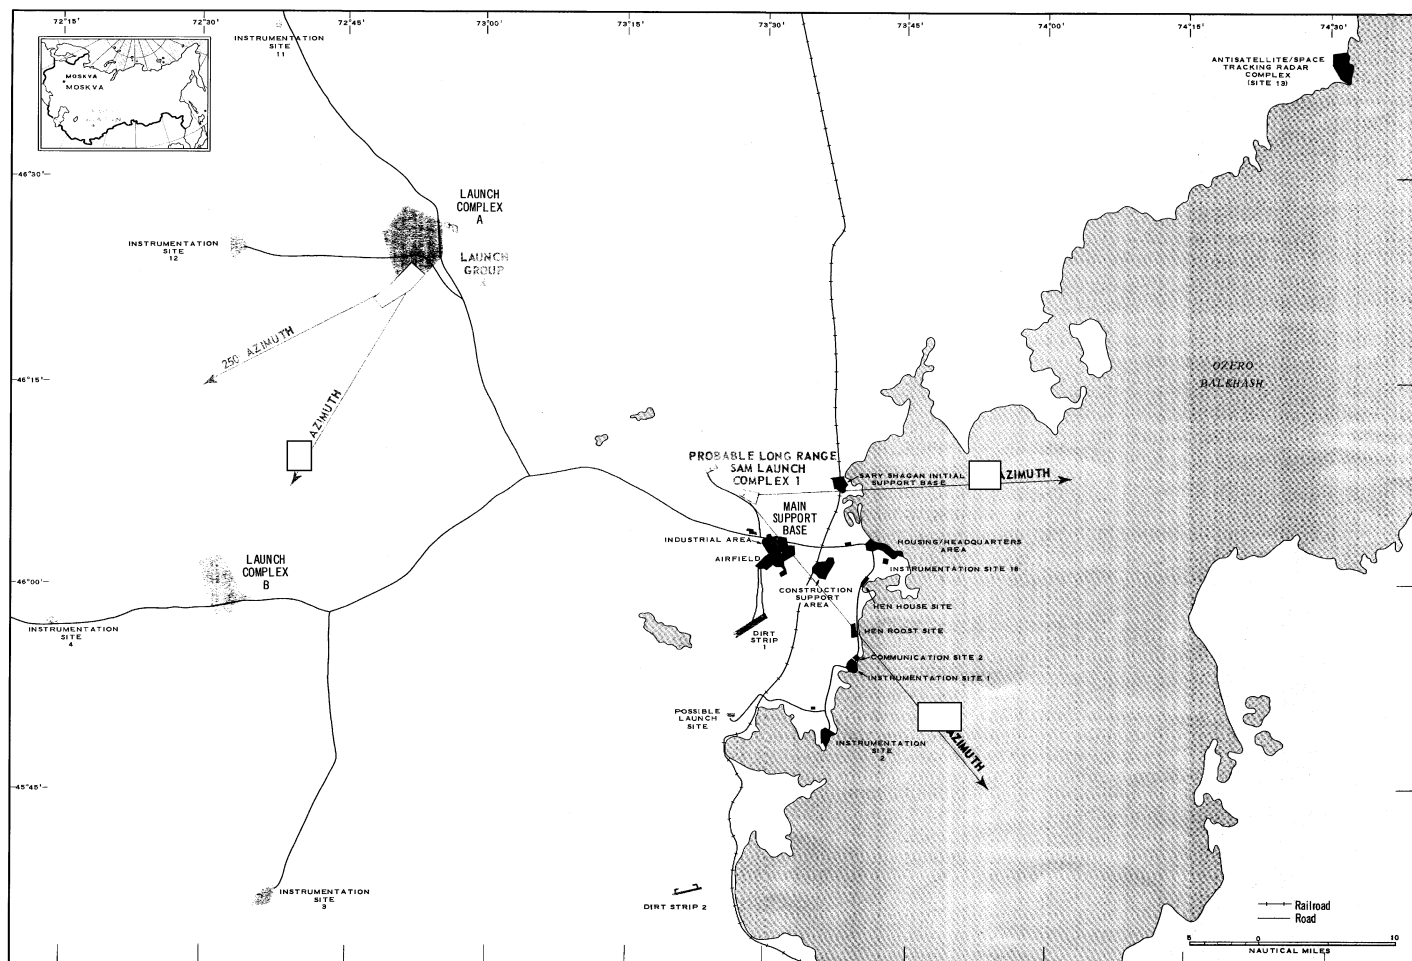 72°15'
72°30'
72°45'
73°00'
73°30'
73°45'
74°00'
74°15'
74°30'
INSTRUMENTATION
SITE
11
MOSKVA
MOSKVA
ANTISATELLITE/SPACE
TRACKING RADAR
COMPLEX
(SITE 13)
46°30'
LAUNCH
COMPLEX
A
INSTRUMENTATION
SITE
12
LAUNCH
GROUP
250 AZIMUTH
AZIMUTH
46°15'
OZERO
BALKHASH
PROBABLE LONG RANGE
SAM LAUNCH
COMPLEX 1
SARY SHAGAN INITIAL
SUPPORT BASE
AZIMUTH
MAIN
SUPPORT
BASE
INDUSTRIAL AREA
AIRFIELD
HOUSING/HEADQUARTERS
AREA
INSTRUMENTATION SITE 16
LAUNCH
COMPLEX
B
46°00'
CONSTRUCTION
SUPPORT
AREA
HEN HOUSE SITE
INSTRUMENTATION
SITE
4
DIRT
STRIP
1
HEN ROOST SITE
COMMUNICATION SITE 2
INSTRUMENTATION SITE 1
POSSIBLE
LAUNCH
SITE
INSTRUMENTATION
SITE
2
AZIMUTH
45°45'
INSTRUMENTATION
SITE
3
DIRT STRIP 2
Railroad
Road
5
0
10
NAUTICAL MILES